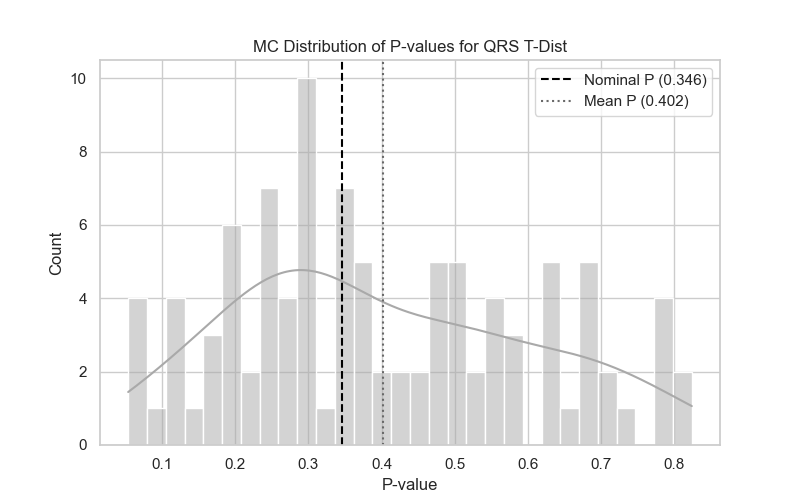 MC Distribution of P-values for QRS T-Dist
Nominal P (0.346)
Mean P (0.402)
10
8
6
4
2
0
Count
0.1 0.2 0.3 0.4 0.5 0.6 0.7 0.8
P-value